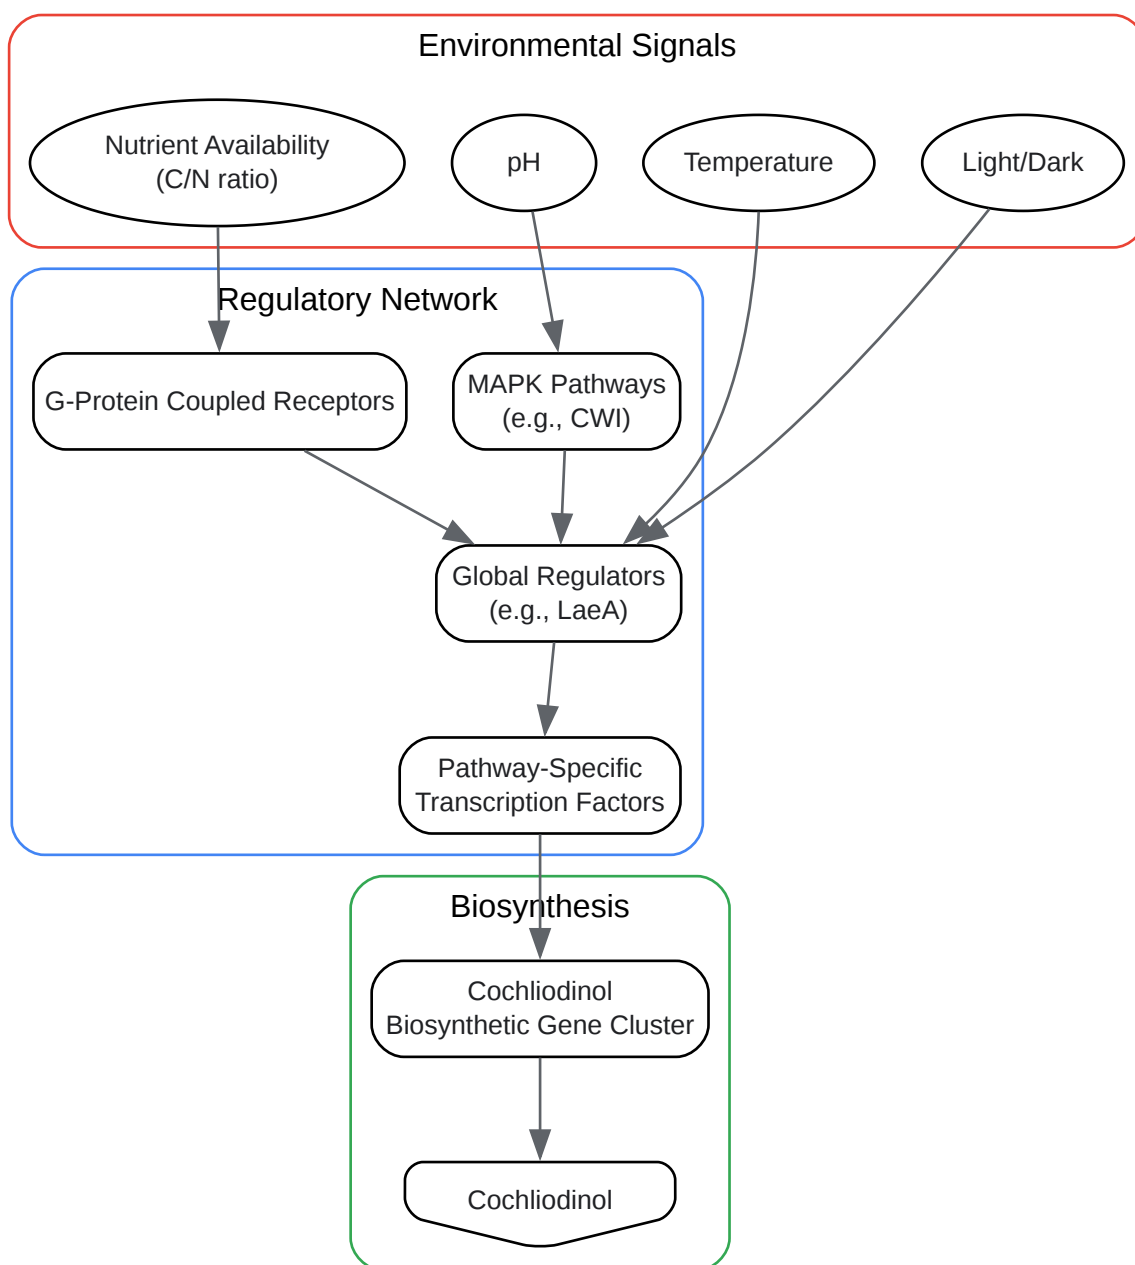 Environmental Signals
Nutrient Availability
(C/N ratio)
pH
Temperature
Light/Dark
Regulatory Network
G-Protein Coupled Receptors
MAPK Pathways
(e.g., CWI)
Global Regulators
(e.g., LaeA)
Pathway-Specific
Transcription Factors
Biosynthesis
Cochliodinol
Biosynthetic Gene Cluster
Cochliodinol